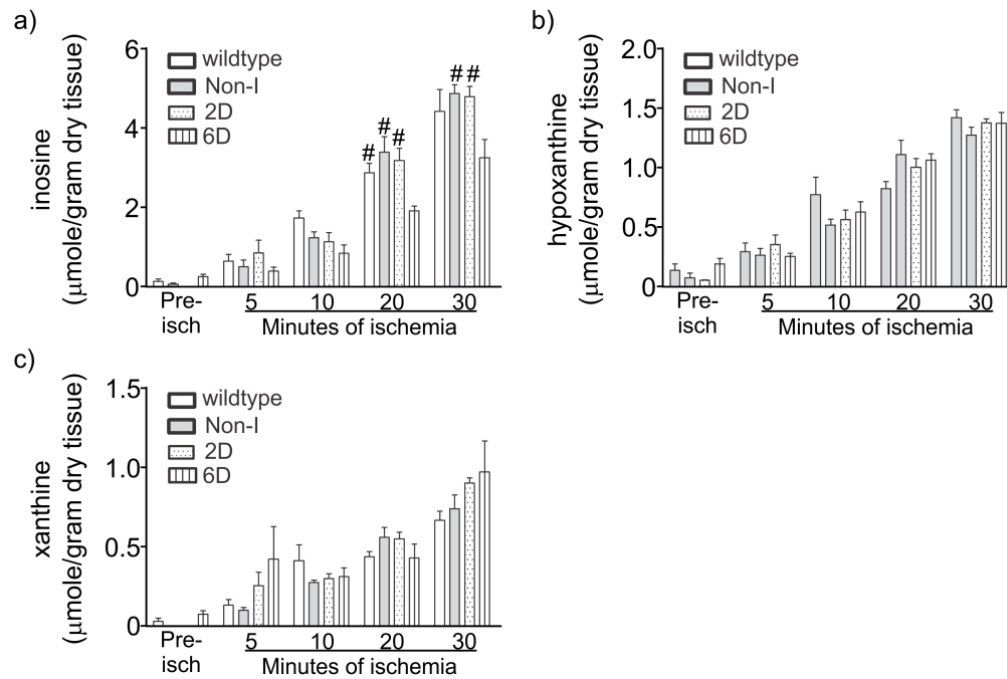 a)
inosine
(µmole/gram dry tissue)
6
4
2
0
wildtype
Non-I
2D
6D
#
#
#
# #
Pre-
isch
5 10 20 30
Minutes of ischemia
b)
hypoxanthine
(µmole/gram dry tissue)
2.0
1.5
1.0
0.5
0
wildtype
Non-I
2D
6D
Pre-
isch
5 10 20 30
Minutes of ischemia
c)
xanthine
(µmole/gram dry tissue)
1.5
1.0
0.5
0
wildtype
Non-I
2D
6D
Pre-
isch
5 10 20 30
Minutes of ischemia